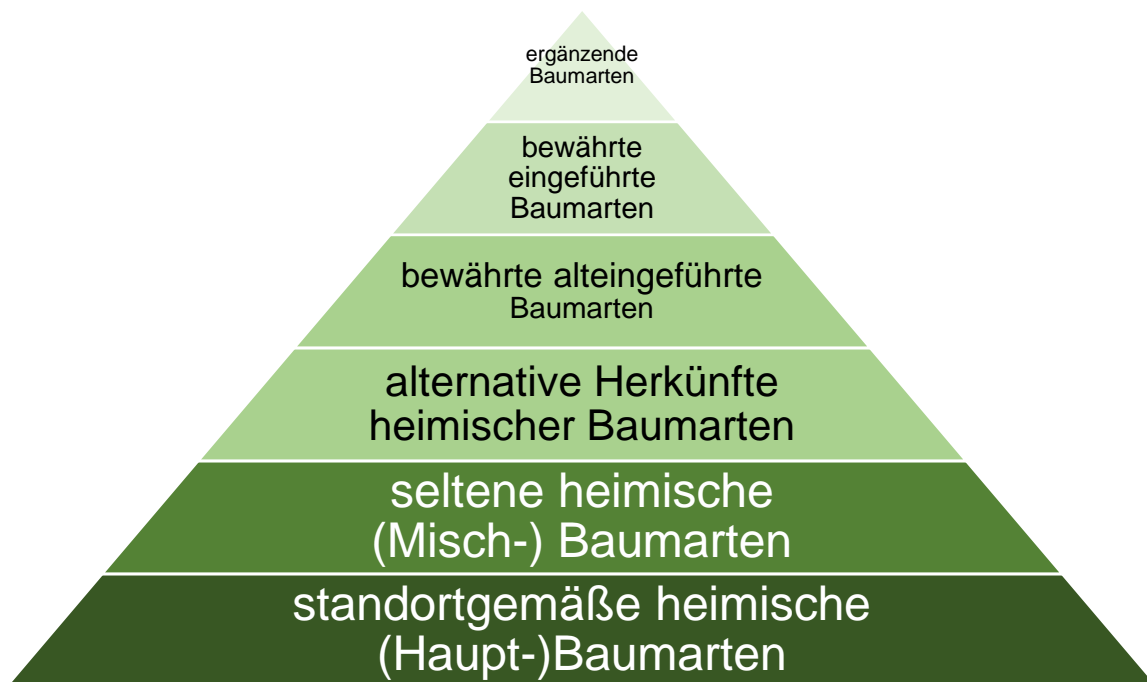 ergänzende
Baumarten
bewährte
eingeführte
Baumarten
bewährte alteingeführte
Baumarten
alternative Herkünfte
heimischer Baumarten
seltene heimische
(Misch-) Baumarten
standortgemäße heimische
(Haupt-)Baumarten